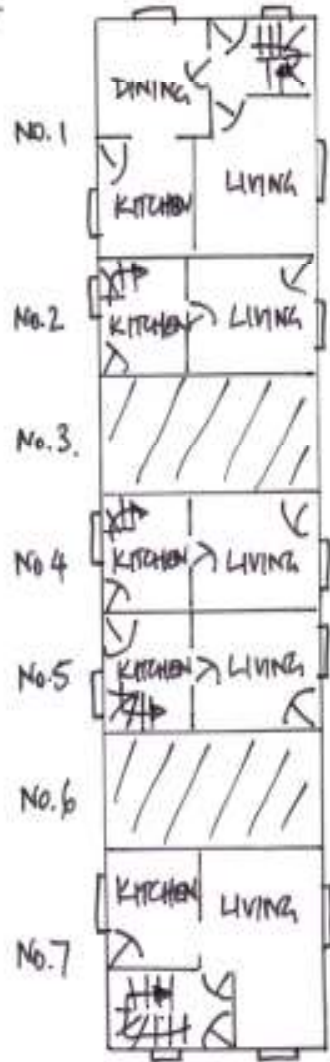 DINING
No.1
KITCHEN LIVING
No.2 KITCHEN LIVING
No.3.
No 4 KITCHEN LIVING
No.5 KITCHEN LIVING
No.6
KITCHEN LIVING
No.7